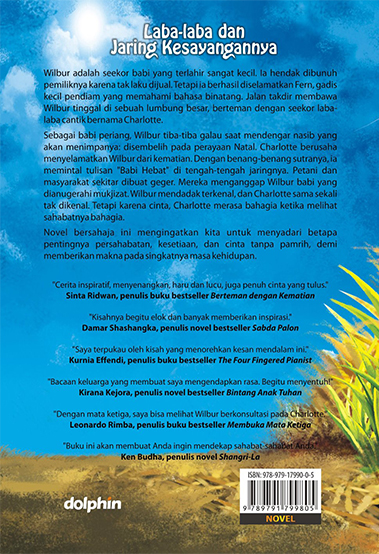 Laba-laba dan
Jaring Kesayangannya
Wilbur adalah seekor babi yang terlahir sangat kecil. Ia hendak dibunuh
pemiliknya karena tak laku dijual. Tetapi ia berhasil diselamatkan Fern, gadis
kecil pendiam yang memahami bahasa binatang. Jalan takdir membawa
Wilbur tinggal di sebuah lumbung besar, berteman dengan seekor laba-
laba cantik bernama Charlotte.
Sebagai babi periang, Wilbur tiba-tiba galau saat mendengar nasib yang
akan menimpanya: disembelih pada perayaan Natal. Charlotte berusaha
menyelamatkan Wilbur dari kematian. Dengan benang-benang sutranya, ia
memintal tulisan "Babi Hebat" di tengah-tengah jaringnya. Petani dan
masyarakat sekitar dibuat geger. Mereka menganggap Wilbur babi yang
dianugerahi mukjizat. Wilbur mendadak terkenal, dan Charlotte sama sekali
tak dikenal. Tetapi karena cinta, Charlotte merasa bahagia ketika melihat
sahabatnya bahagia.
Novel bersahaja ini mengingatkan kita untuk menyadari betapa
pentingnya persahabatan, kesetiaan, dan cinta tanpa pamrih, demi
memberikan makna pada singkatnya masa kehidupan.
"Cerita inspiratif, menyenangkan, haru dan lucu, juga penuh cinta yang tulus."
Sinta Ridwan, penulis buku bestseller Berteman dengan Kematian
"Kisahnya begitu elok dan banyak memberikan inspirasi."
Damar Shashangka, penulis novel bestseller Sabda Palon
"Saya terpukau oleh kisah yang menorehkan kesan mendalam ini."
Kurnia Effendi, penulis buku bestseller The Four Fingered Pianist
"Bacaan keluarga yang membuat saya mengendapkan rasa. Begitu menyentuh!"
Kirana Kejora, penulis buku bestseller Bintang Anak Tuhan
"Dengan mata ketiga, saya bisa melihat Wilbur berkonsultasi pada Charlotte."
Leonardo Rimba, penulis buku bestseller Membuka Mata Ketiga
"Buku ini akan membuat Anda ingin mendekap sahabat-sahabat Anda."
Ken Budha, penulis novel Shangri-La
ISBN: 978-979-17990-0-5
9 789791 799805
NOVEL
dolphin